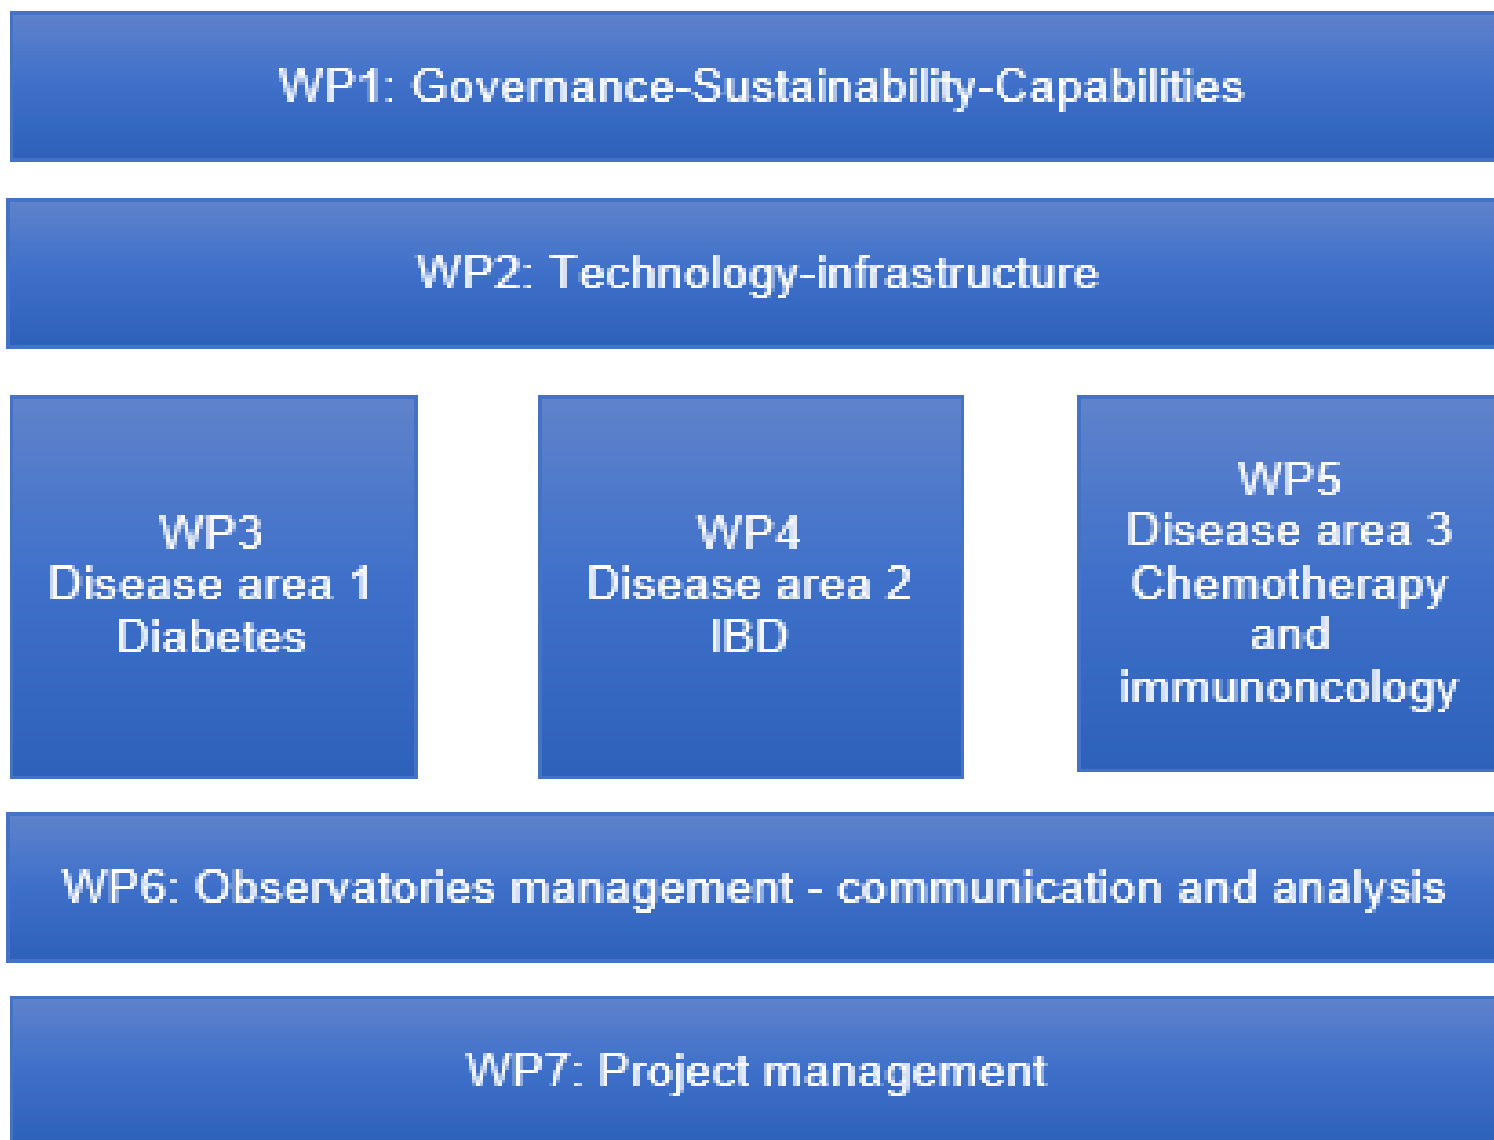 WP1: Governance-Sustainability-Capabilities
WP2: Technology-infrastructure
WP3
Disease area 1
Diabetes
WP4
Disease area 2
IBD
WP5
Disease area 3
Chemotherapy
and
immunoncology
WP6: Observatories management - communication and analysis
WP7: Project management